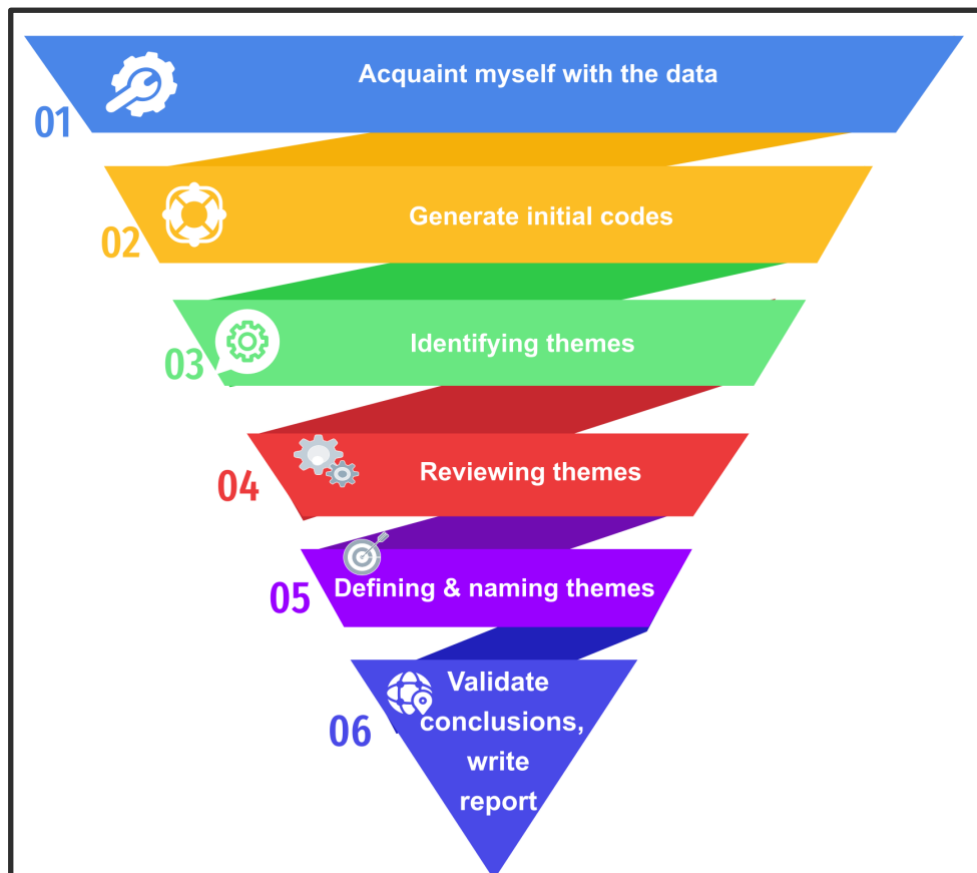 Acquaint myself with the data
01
Generate initial codes
02
Identifying themes
03
Reviewing themes
04
Defining & naming themes
05
Validate
conclusions,
write
report
06